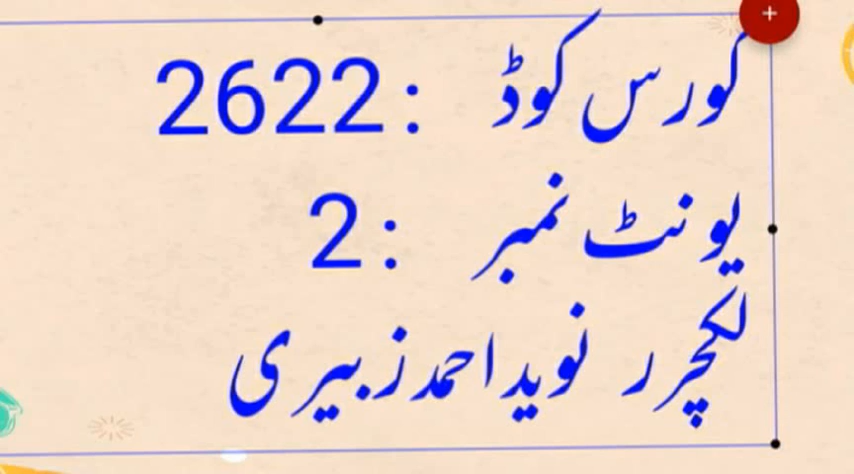 کورس کوڈ : 2622
یونٹ نمبر : 2
لکچرر نوید احمد زبیری